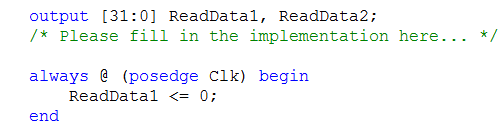 output [31:0] ReadData1, ReadData2;
/* Please fill in the implementation here... */
always @ (posedge Clk) begin
ReadData1 <= 0;
end